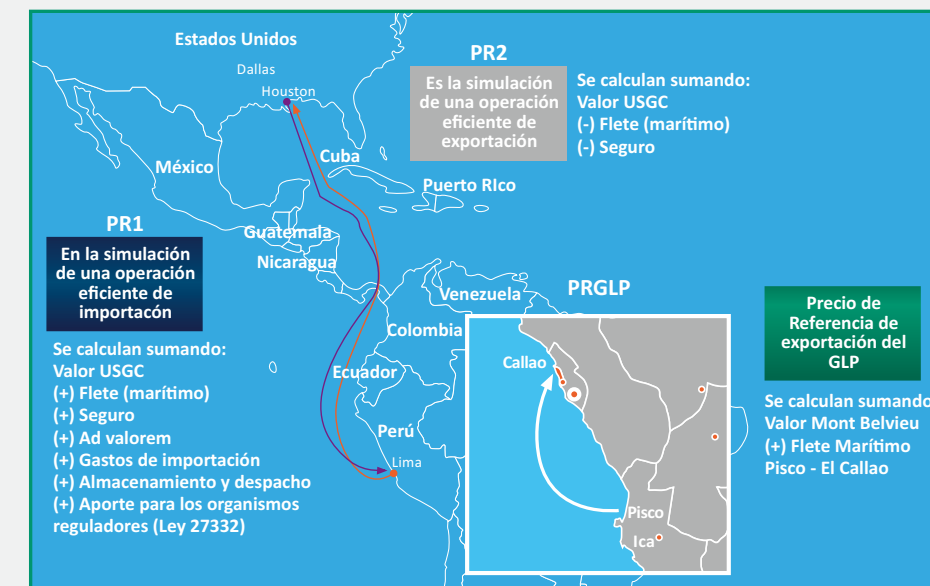 Estados Unidos
Dallas
Houston
México
Cuba
Puerto RIco
Guatemala
Nicaragua
Venezuela
Colombia
Ecuador
Perú
Lima
PR2
Es la simulación
de una operación
eficiente de
exportación
Se calculan sumando:
Valor USGC
(-) Flete (marítimo)
(-) Seguro
PR1
En la simulación
de una operación
eficiente de
importacón
Se calculan sumando:
Valor USGC
(+) Flete (marítimo)
(+) Seguro
(+) Ad valorem
(+) Gastos de importación
(+) Almacenamiento y despacho
(+) Aporte para los organismos
reguladores (Ley 27332)
PRGLP
Callao
Pisco
Ica
Precio de
Referencia de
exportación del
GLP
Se calculan sumando
Valor Mont Belvieu
(+) Flete Marítimo
Pisco - El Callao